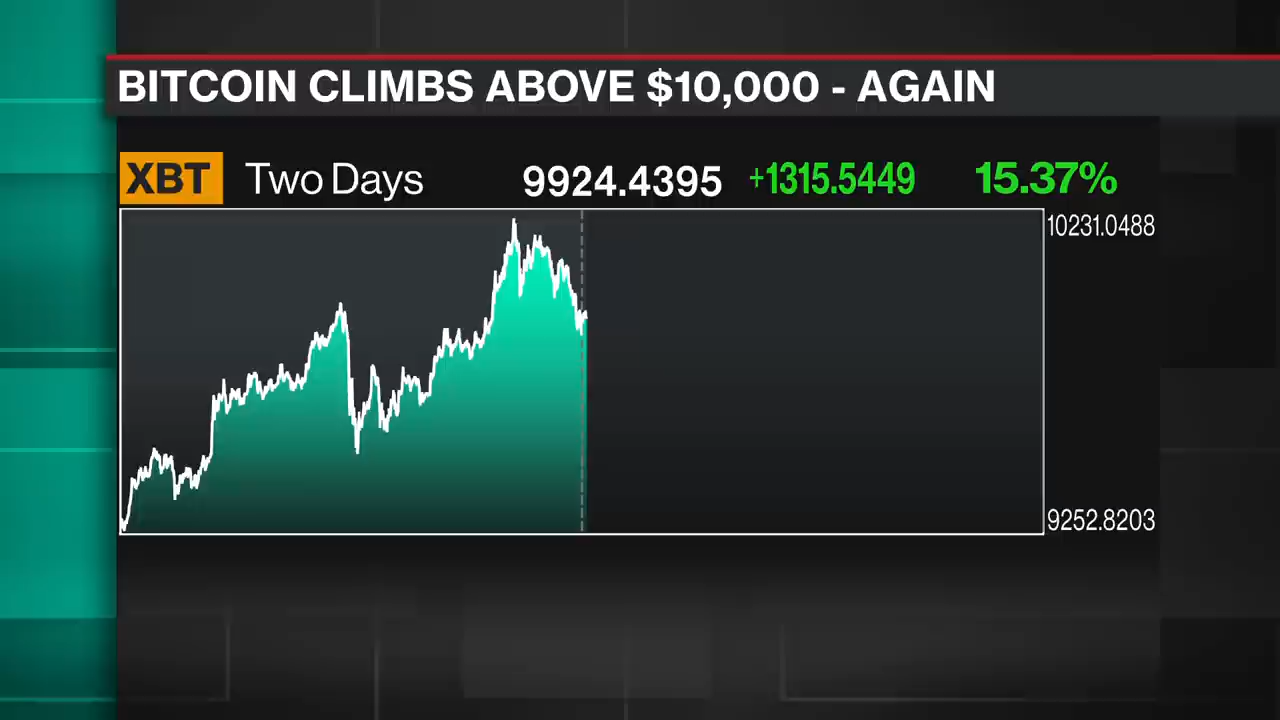 BITCOIN CLIMBS ABOVE $10,000 - AGAIN
XBT Two Days 9924.4395 +1315.5449 15.37%
10231.0488
9252.8203